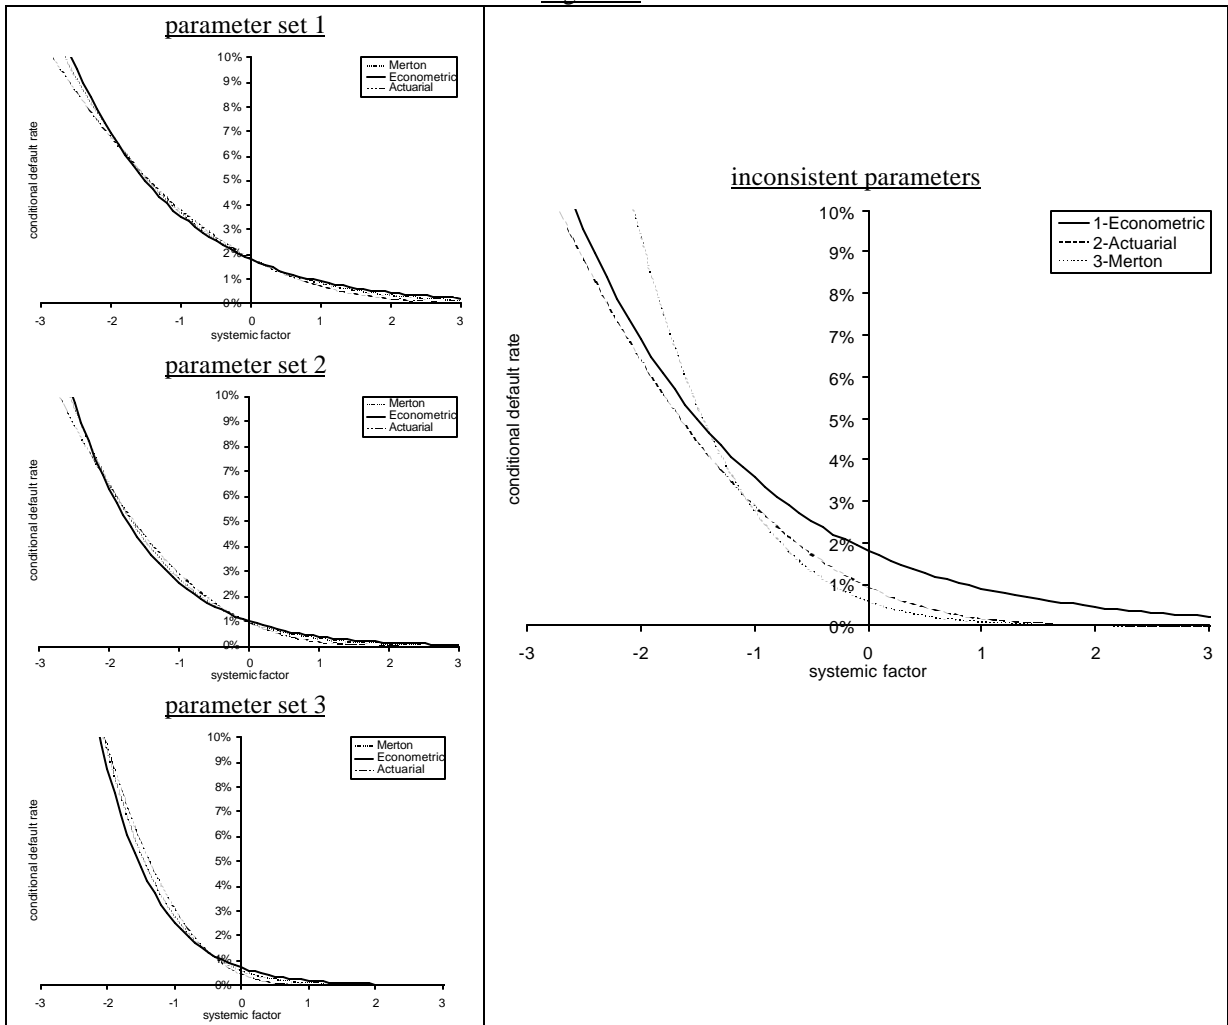 parameter set 1
10%
9%
8%
7%
6%
5%
4%
3%
2%
1%
0%
Merton
Econometric
Actuarial
conditional default rate
-3 -2 -1 0 1 2 3
systemic factor
parameter set 2
10%
9%
8%
7%
6%
5%
4%
3%
2%
1%
0%
Merton
Econometric
Actuarial
conditional default rate
-3 -2 -1 0 1 2 3
systemic factor
parameter set 3
10%
9%
8%
7%
6%
5%
4%
3%
2%
1%
0%
Merton
Econometric
Actuarial
conditional default rate
-3 -2 -1 0 1 2 3
systemic factor
inconsistent parameters
10%
9%
8%
7%
6%
5%
4%
3%
2%
1%
0%
1-Econometric
2-Actuarial
3-Merton
conditional default rate
-3 -2 -1 0 1 2 3
systemic factor